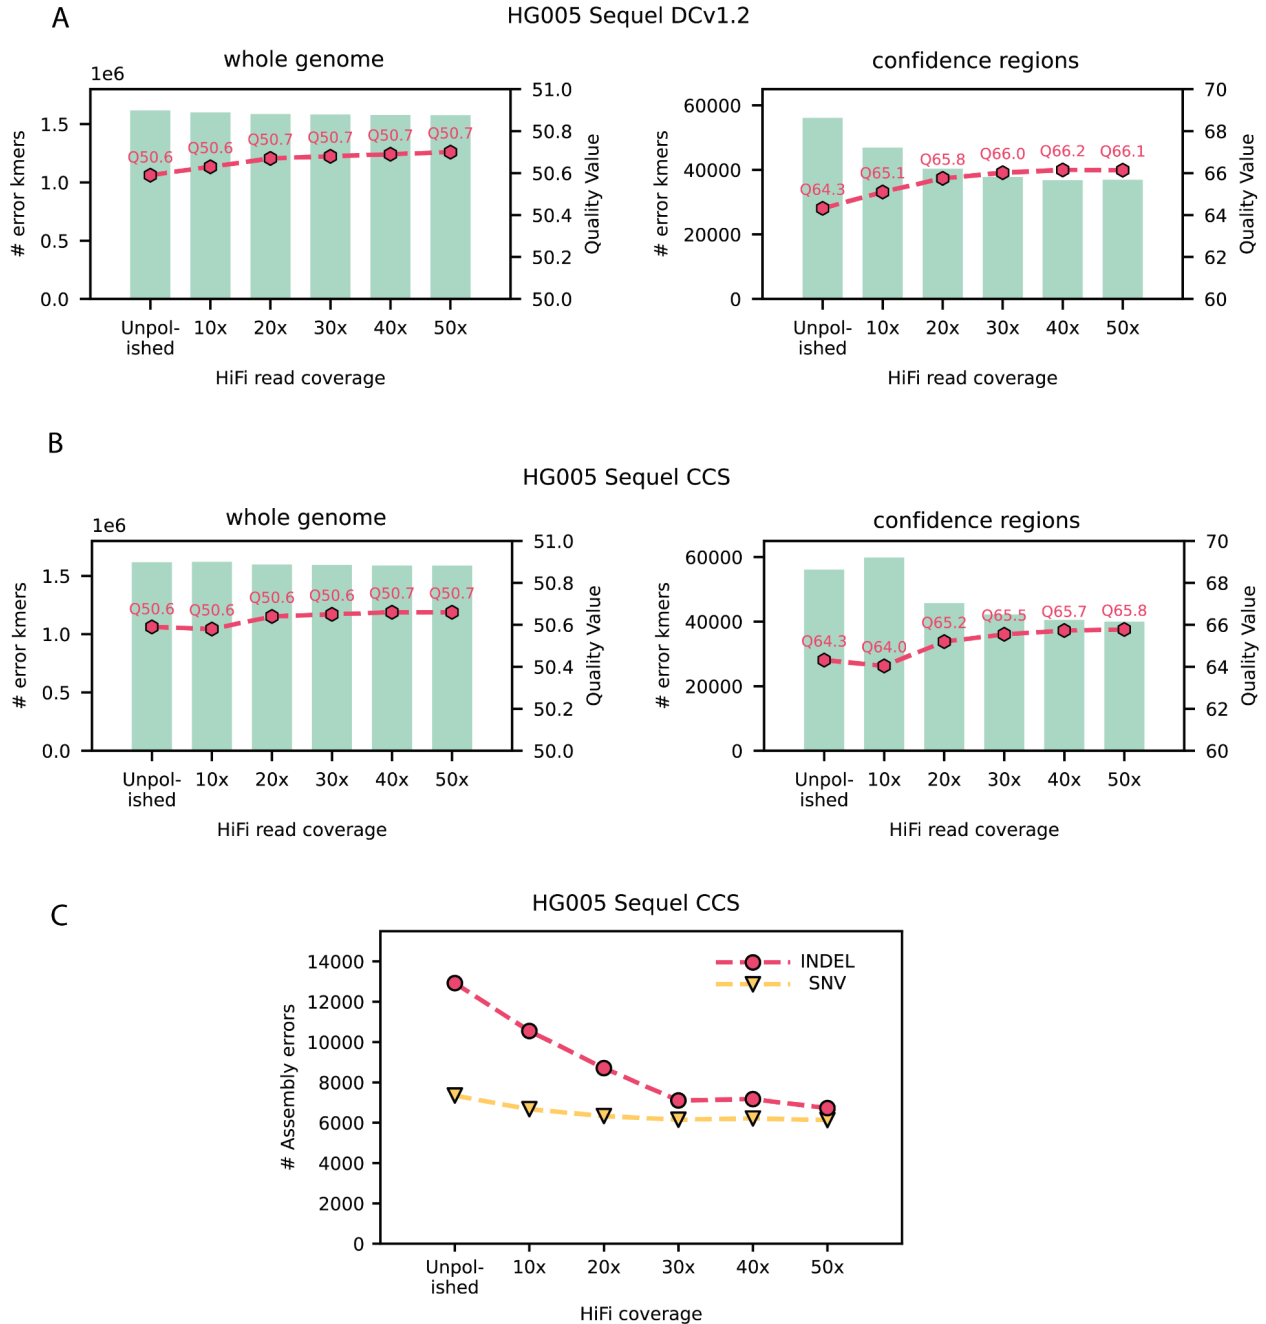 A
HG005 Sequel DCv1.2
whole genome
1e6
# error kmers
1.5
1.0
0.5
0.0
Q50.6
Q50.6
Q50.7
Q50.7
Q50.7
Q50.7
51.0
50.8
50.6
50.4
50.2
50.0
Quality Value
Unpol-
ished
10x
20x
30x
40x
50x
HiFi read coverage
confidence regions
# error kmers
60000
40000
20000
0
Q64.3
Q65.1
Q65.8
Q66.0
Q66.2
Q66.1
70
68
66
64
62
60
Quality Value
Unpol-
ished
10x
20x
30x
40x
50x
HiFi read coverage
B
HG005 Sequel CCS
whole genome
1e6
# error kmers
1.5
1.0
0.5
0.0
Q50.6
Q50.6
Q50.6
Q50.6
Q50.7
Q50.7
51.0
50.8
50.6
50.4
50.2
50.0
Quality Value
Unpol-
ished
10x
20x
30x
40x
50x
HiFi read coverage
confidence regions
# error kmers
60000
40000
20000
0
Q64.3
Q64.0
Q65.2
Q65.5
Q65.7
Q65.8
70
68
66
64
62
60
Quality Value
Unpol-
ished
10x
20x
30x
40x
50x
HiFi read coverage
C
HG005 Sequel CCS
# Assembly errors
14000
12000
10000
8000
6000
4000
2000
0
INDEL
SNV
Unpol-
ished
10x
20x
30x
40x
50x
HiFi coverage